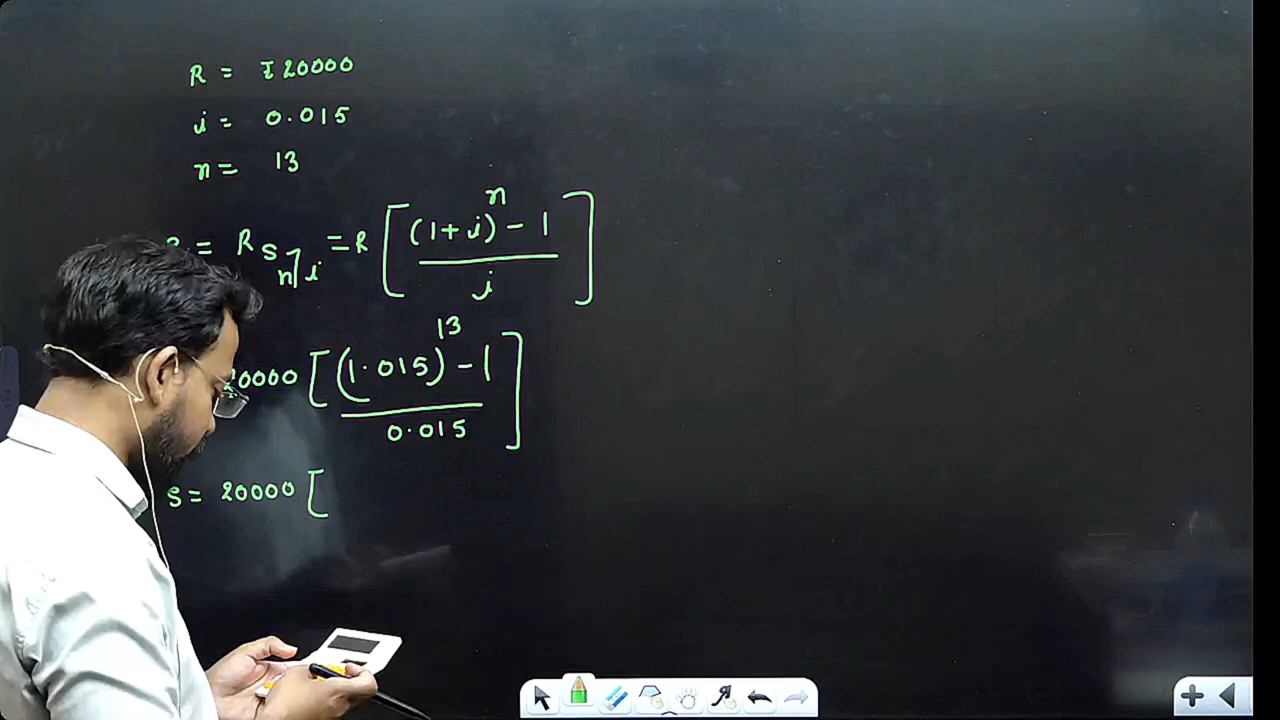 R = ₹20000
i = 0.015
n = 13
= R s n̅| i = R [ (1+i)^n - 1 / i ]
0000 [ (1.015)^13 - 1 / 0.015 ]
S = 20000 [